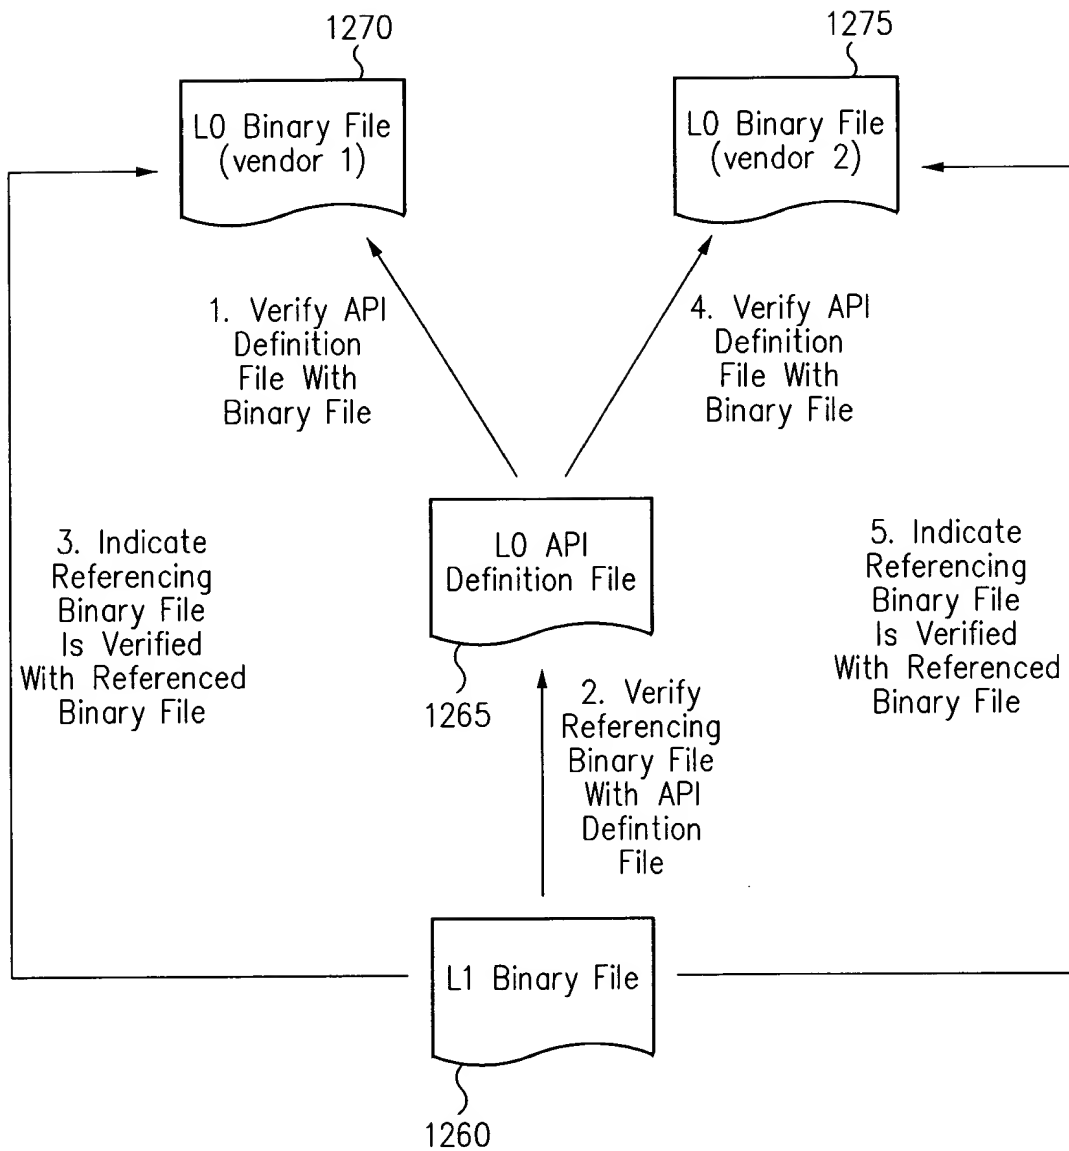 1270
1275
L0 Binary File
(vendor 1)
L0 Binary File
(vendor 2)
1. Verify API
Definition
File With
Binary File
4. Verify API
Definition
File With
Binary File
L0 API
Definition File
1265
3. Indicate
Referencing
Binary File
Is Verified
With Referenced
Binary File
5. Indicate
Referencing
Binary File
Is Verified
With Referenced
Binary File
2. Verify
Referencing
Binary File
With API
Defintion
File
L1 Binary File
1260